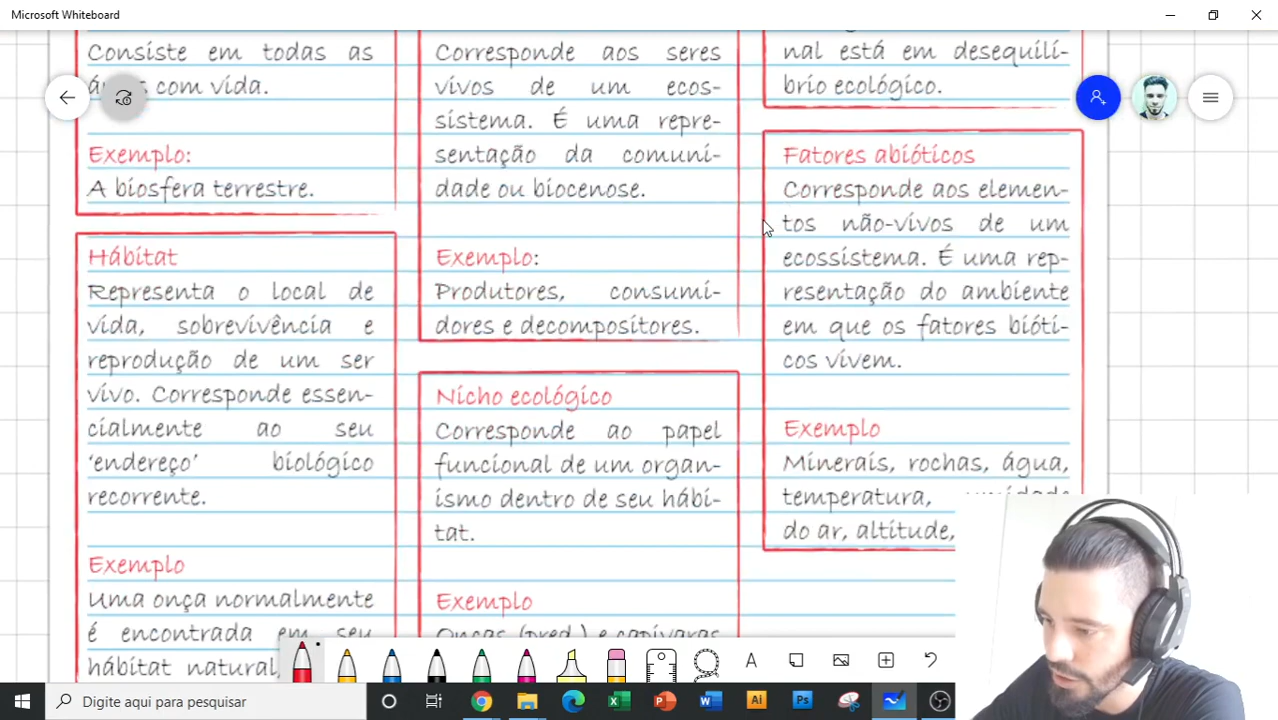 Microsoft Whiteboard
Consiste em todas as
com vida.
Exemplo:
A biosfera terrestre.
Hábitat
Representa o local de
vida, sobrevivência e
reprodução de um ser
vivo. Corresponde essen-
cialmente ao seu
‘endereço’ biológico
recorrente.
Exemplo
Uma onça normalmente
é encontrada em seu
hábitat natural,
Corresponde aos seres
vivos de um ecos-
sistema. É uma repre-
sentação da comuni-
dade ou biocenose.
Exemplo:
Produtores, consumi-
dores e decompositores.
Nicho ecológico
Corresponde ao papel
funcional de um organ-
ismo dentro de seu hábi-
tat.
Exemplo
Onças (pred.) e capivaras
nal está em desequilí-
brio ecológico.
Fatores abióticos
Corresponde aos elemen-
tos não-vivos de um
ecossistema. É uma rep-
resentação do ambiente
em que os fatores bióti-
cos vivem.
Exemplo
Minerais, rochas, água,
temperatura, umidade
do ar, altitude,
Digite aqui para pesquisar